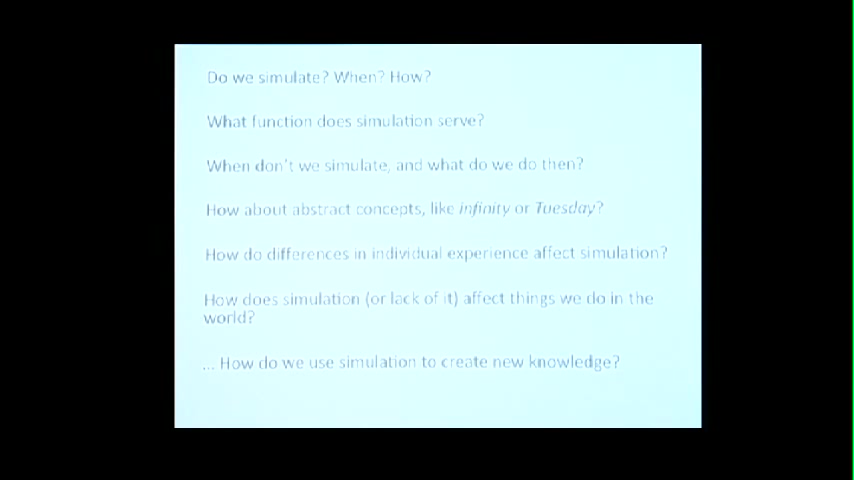 Do we simulate? When? How?
What function does simulation serve?
When don't we simulate, and what do we do then?
How about abstract concepts, like infinity or Tuesday?
How do differences in individual experience affect simulation?
How does simulation (or lack of it) affect things we do in the
world?
... How do we use simulation to create new knowledge?